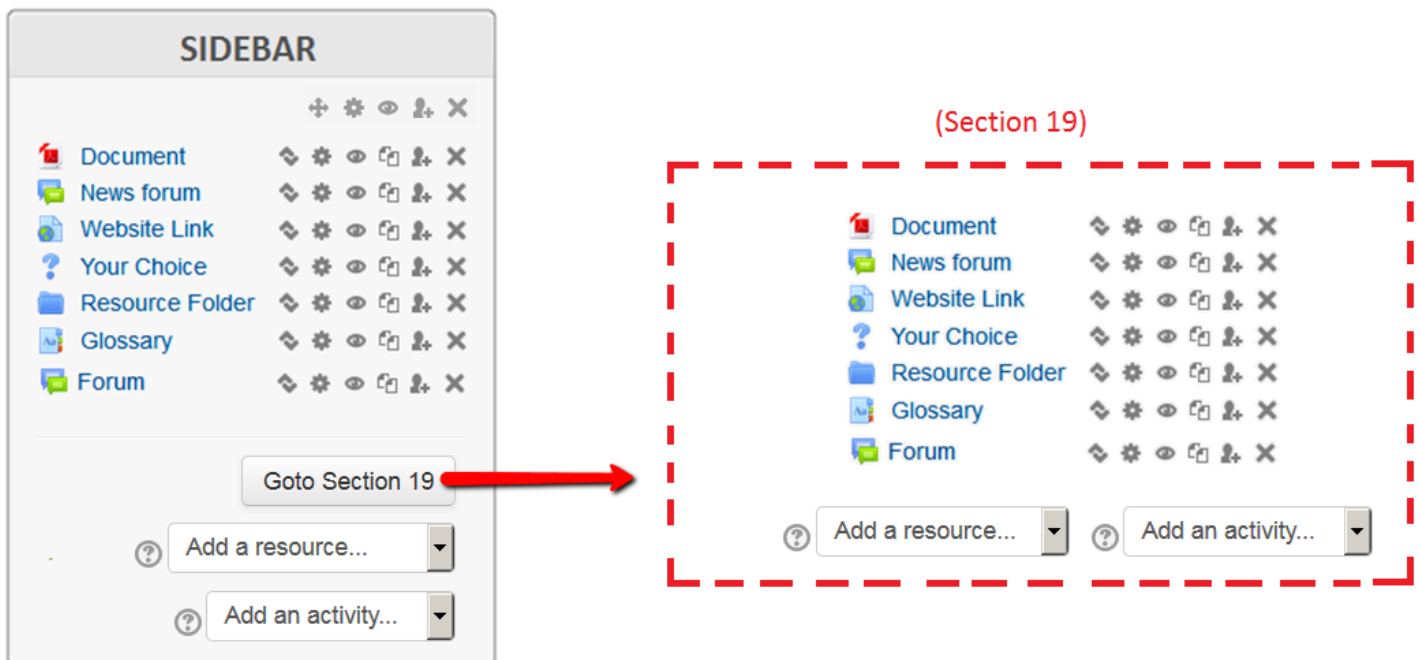 SIDEBAR
Document
News forum
Website Link
Your Choice
Resource Folder
Glossary
Forum
Goto Section 19
Add a resource...
Add an activity...
(Section 19)
Document
News forum
Website Link
Your Choice
Resource Folder
Glossary
Forum
Add a resource... Add an activity...